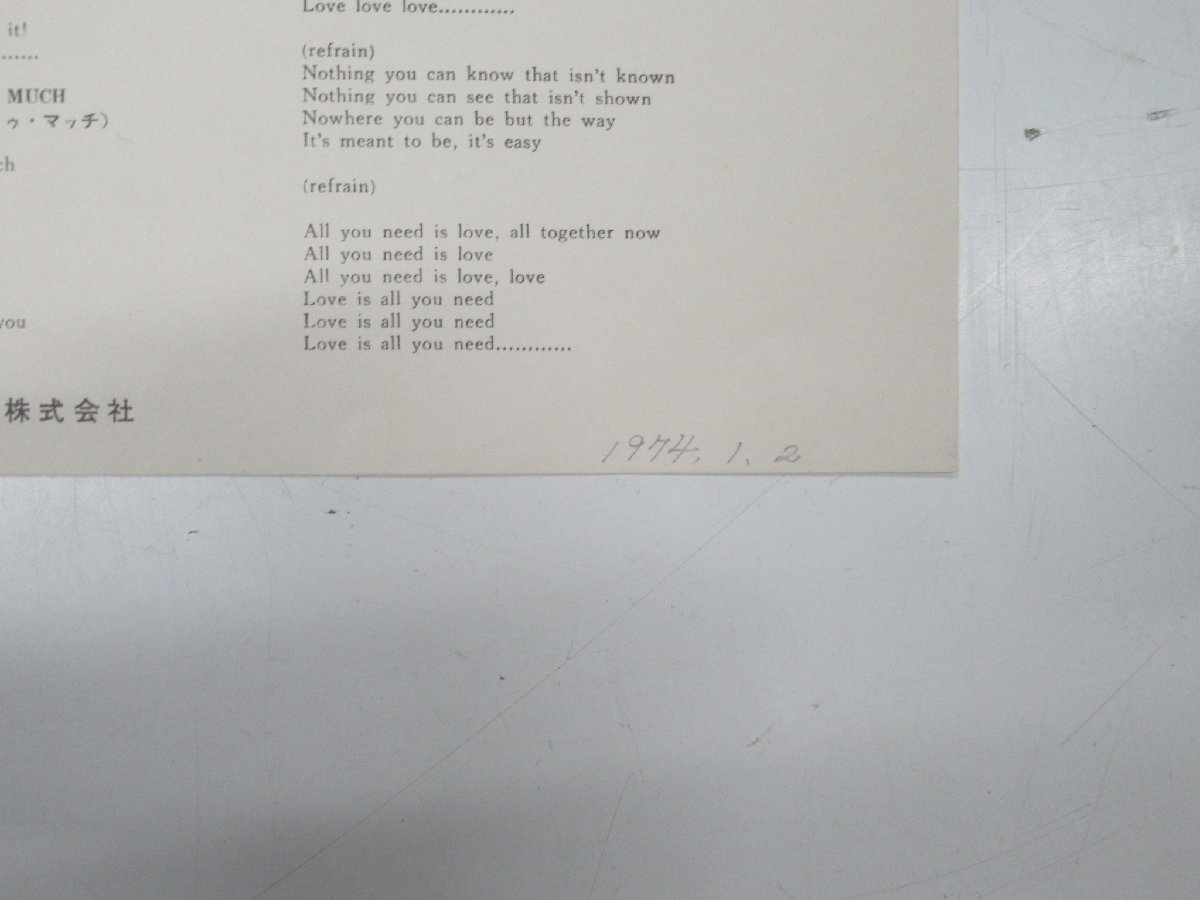 it!
........
MUCH
ゥ・マッチ)
ch
you
株式会社
Love love love............
(refrain)
Nothing you can know that isn't known
Nothing you can see that isn't shown
Nowhere you can be but the way
It's meant to be, it's easy
(refrain)
All you need is love, all together now
All you need is love
All you need is love, love
Love is all you need
Love is all you need
Love is all you need............
1974. 1. 2